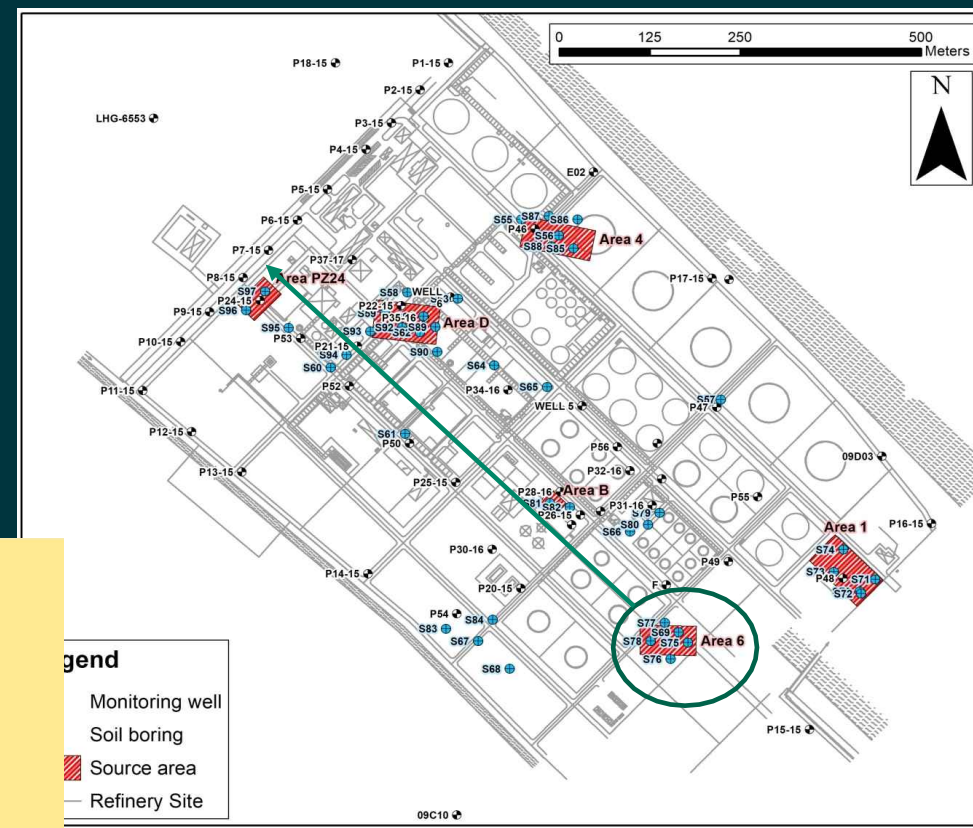 0 125 250 500
Meters
N
P18-15
P1-15
P2-15
LHG-6553
P3-15
P4-15
E02
P5-15
P6-15
S55
S87
S86
P46
S56
S88
S85
Area 4
P7-15
P37-17
P8-15
Area PZ24
P17-15
S97
P24-15
S96
P9-15
S58
WELL
6
P22-15
P35-16
S92
S89
S62
Area D
S93
S95
P53
P10-15
P21-15
S94
S90
S60
S64
P52
P34-16
S65
WELL 5
S57
P47
P11-15
P12-15
S61
P50
P56
09D03
P13-15
P32-16
P25-15
P28-16
Area B
S81
S82
P26-15
P31-16
S79
S80
S66
P55
P16-15
Area 1
S74
S73
P48
S71
S72
P30-16
P49
P14-15
P20-15
F
P54
S84
S83
S67
S77
S69
S78
S75
Area 6
S76
S68
P15-15
gend
Monitoring well
Soil boring
Source area
Refinery Site
09C10